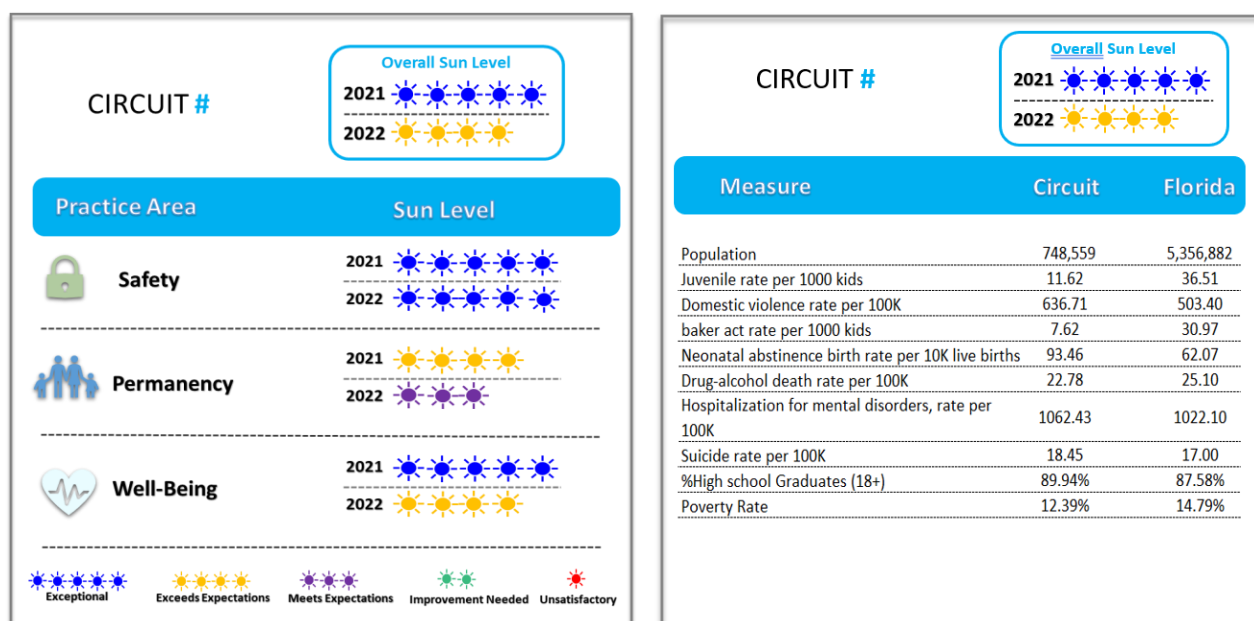 CIRCUIT #
Overall Sun Level
2021
2022
Practice Area Sun Level
Safety
2021
2022
Permanency
2021
2022
Well-Being
2021
2022
Exceptional Exceeds Expectations Meets Expectations Improvement Needed Unsatisfactory
CIRCUIT #
Overall Sun Level
2021
2022
Measure Circuit Florida
Population 748,559 5,356,882
Juvenile rate per 1000 kids 11.62 36.51
Domestic violence rate per 100K 636.71 503.40
baker act rate per 1000 kids 7.62 30.97
Neonatal abstinence birth rate per 10K live births 93.46 62.07
Drug-alcohol death rate per 100K 22.78 25.10
Hospitalization for mental disorders, rate per
100K 1062.43 1022.10
Suicide rate per 100K 18.45 17.00
%High school Graduates (18+) 89.94% 87.58%
Poverty Rate 12.39% 14.79%